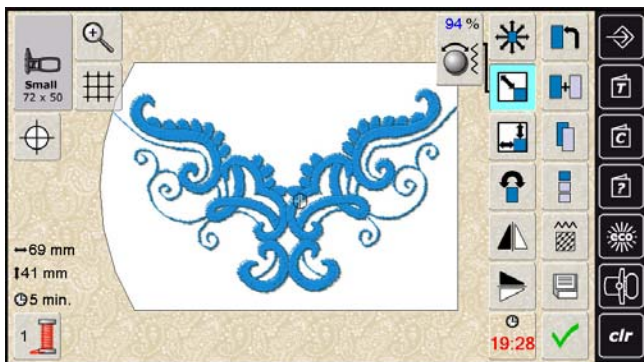 94 %
Small
72 x 50
69 mm
41 mm
5 min.
1
19:28
T
C
?
eco
clr